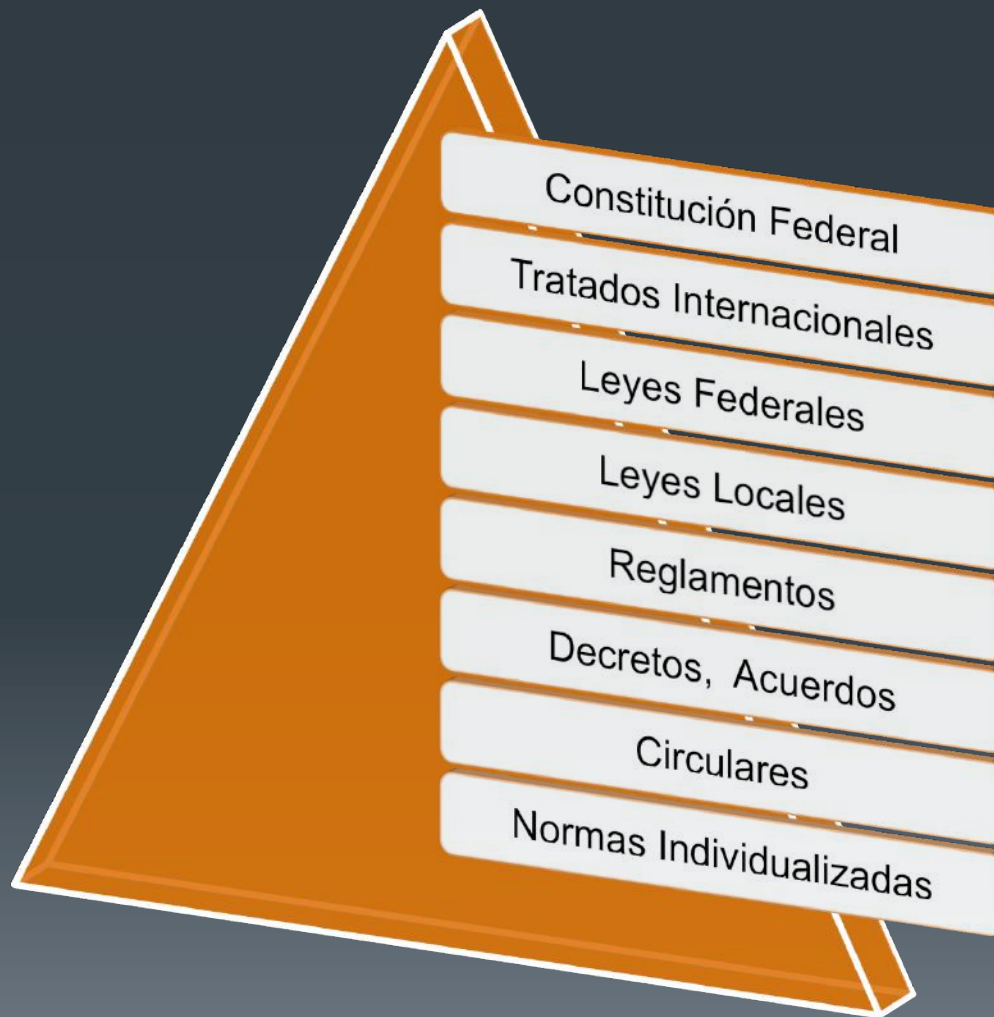 Constitución Federal
Tratados Internacionales
Leyes Federales
Leyes Locales
Reglamentos
Decretos, Acuerdos
Circulares
Normas Individualizadas